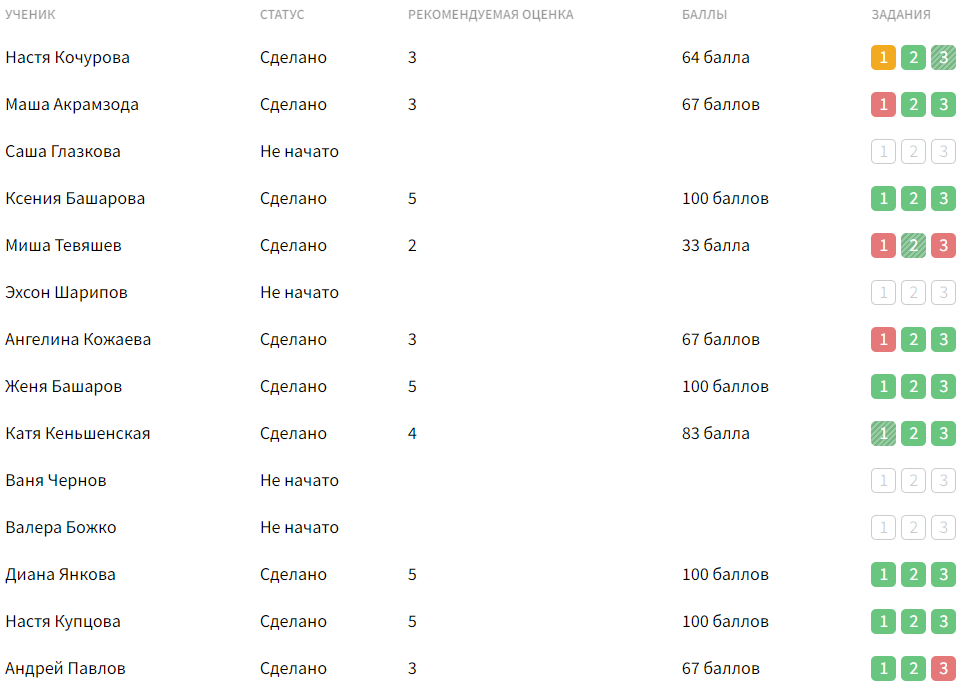 УЧЕНИК СТАТУС РЕКОМЕНДУЕМАЯ ОЦЕНКА БАЛЛЫ ЗАДАНИЯ
Настя Кочурова Сделано 3 64 балла 1 2 3
Маша Акрамзода Сделано 3 67 баллов 1 2 3
Саша Глазкова Не начато 1 2 3
Ксения Башарова Сделано 5 100 баллов 1 2 3
Миша Тевяшев Сделано 2 33 балла 1 2 3
Эхсон Шарипов Не начато 1 2 3
Ангелина Кожаева Сделано 3 67 баллов 1 2 3
Женя Башаров Сделано 5 100 баллов 1 2 3
Катя Кеньшенская Сделано 4 83 балла 1 2 3
Ваня Чернов Не начато 1 2 3
Валера Божко Не начато 1 2 3
Диана Янкова Сделано 5 100 баллов 1 2 3
Настя Купцова Сделано 5 100 баллов 1 2 3
Андрей Павлов Сделано 3 67 баллов 1 2 3